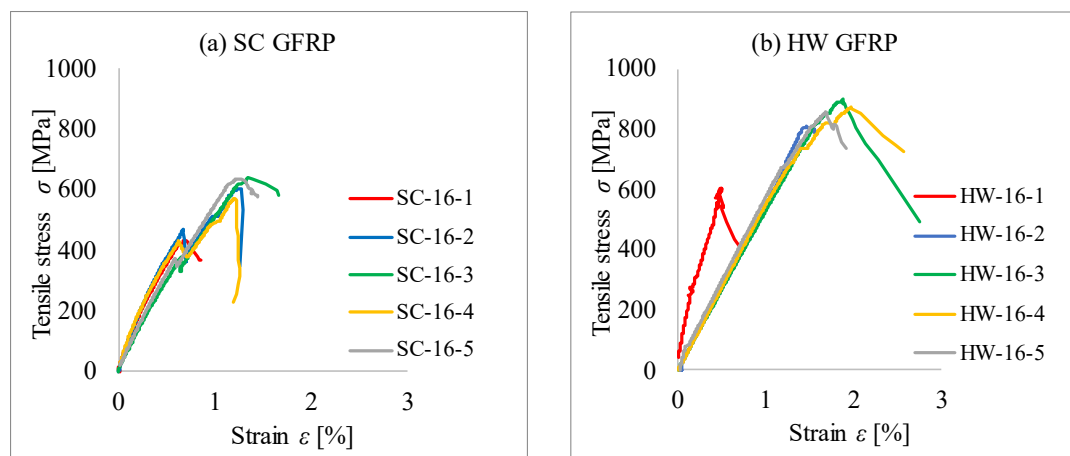 (a) SC GFRP
Tensile stress σ [MPa]
1000
800
600
400
200
0
0 1 2 3
Strain ε [%]
SC-16-1
SC-16-2
SC-16-3
SC-16-4
SC-16-5
(b) HW GFRP
Tensile stress σ [MPa]
1000
800
600
400
200
0
0 1 2 3
Strain ε [%]
HW-16-1
HW-16-2
HW-16-3
HW-16-4
HW-16-5